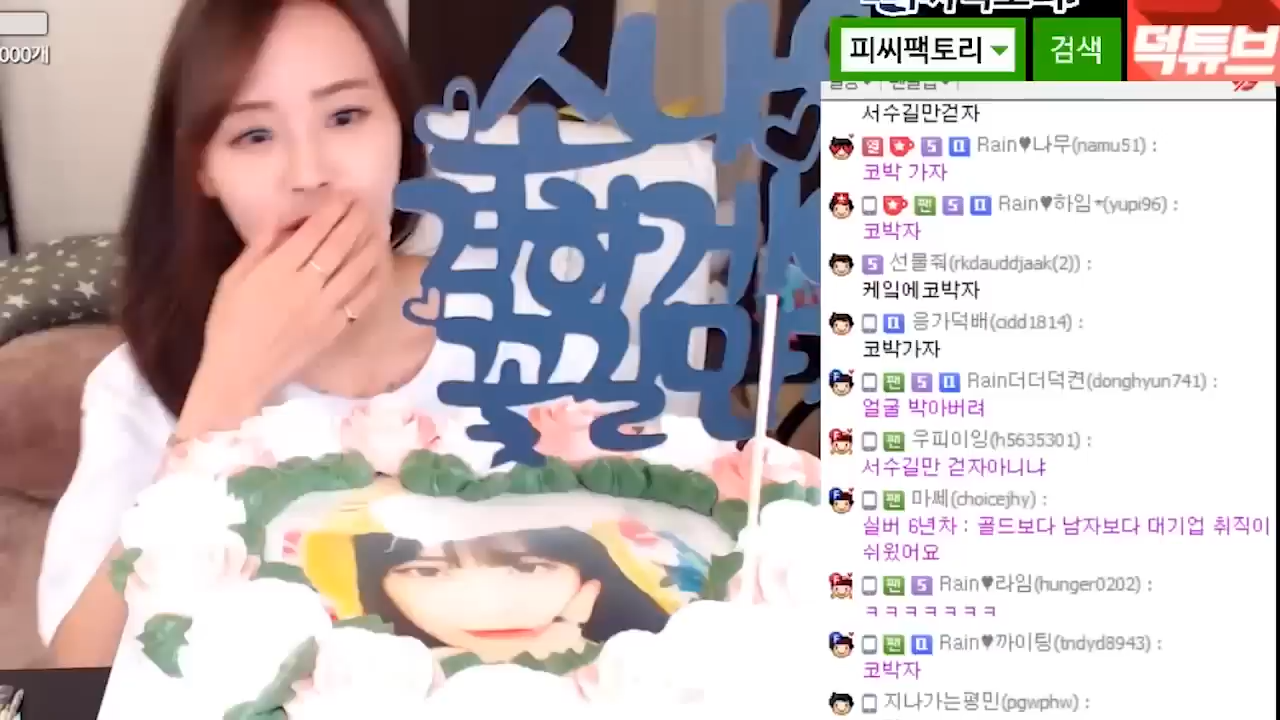 000개
피씨팩토리
검색
덕튜브
서수길만걷자
Rain♥나무(namu51) :
코박 가자
Rain♥하임*(yupi96) :
코박자
선물줘(rkdauddjaak(2)) :
케잌에코박자
응가덕배(cidd1814) :
코박가자
Rain더더덕켠(donghyun741) :
얼굴 박아버려
우피이잉(h5635301) :
서수길만 걷자아니냐
마쎄(choicejhy) :
실버 6년차 : 골드보다 남자보다 대기업 취직이
쉬웠어요
Rain♥라임(hunger0202) :
ㅋㅋㅋㅋㅋㅋㅋ
Rain♥까이팅(tndyd8943) :
코박자
지나가는평민(pgwphw) :